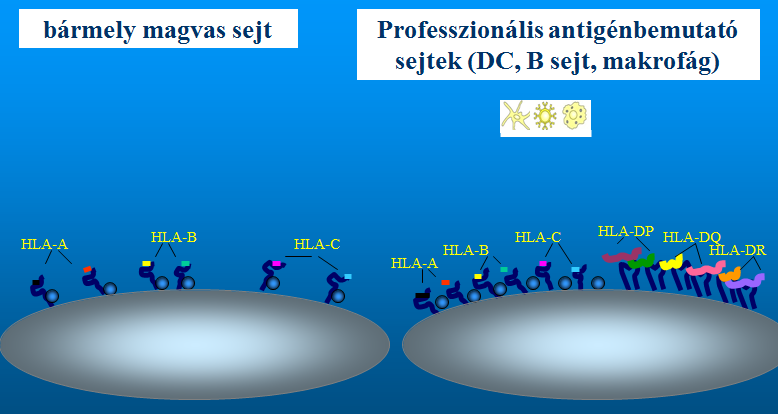 bármely magvas sejt
Professzionális antigénbemutató
sejtek (DC, B sejt, makrofág)
HLA-A
HLA-B
HLA-C
HLA-A
HLA-B
HLA-C
HLA-DP
HLA-DQ
HLA-DR